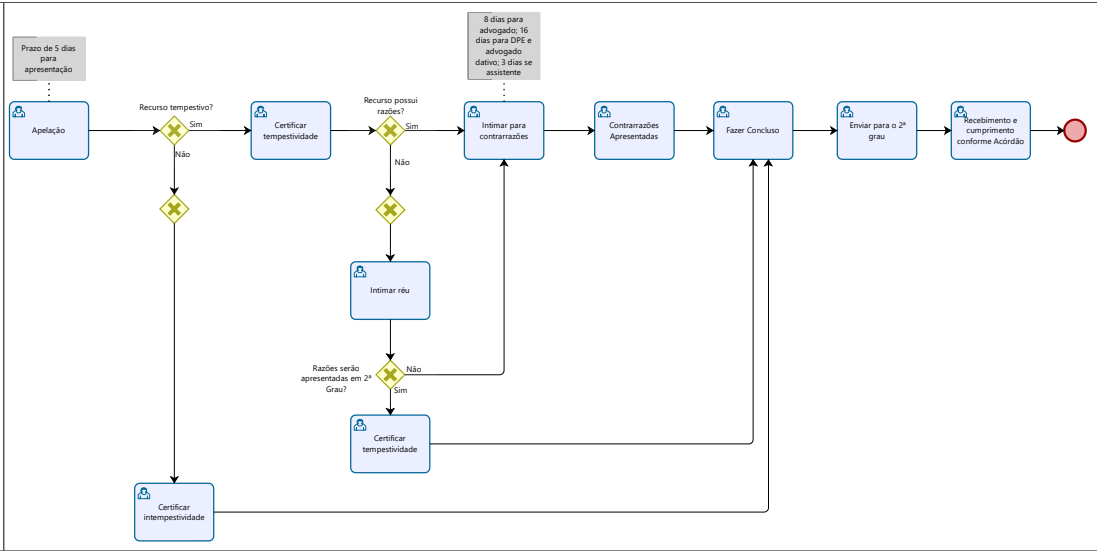 Prazo de 5 dias
para
apresentação
8 dias para
advogado; 16
dias para DPE e
advogado
dativo; 3 dias se
assistente
Apelação
Recurso tempestivo?
Sim
Não
Certificar
tempestividade
Recurso possui
razões?
Sim
Não
Intimar para
contrarrazões
Contrarrazões
Apresentadas
Fazer Concluso
Enviar para o 2ª
grau
Recebimento e
cumprimento
conforme Acórdão
Intimar réu
Razões serão
apresentadas em 2ª
Grau?
Não
Sim
Certificar
tempestividade
Certificar
intempestividade